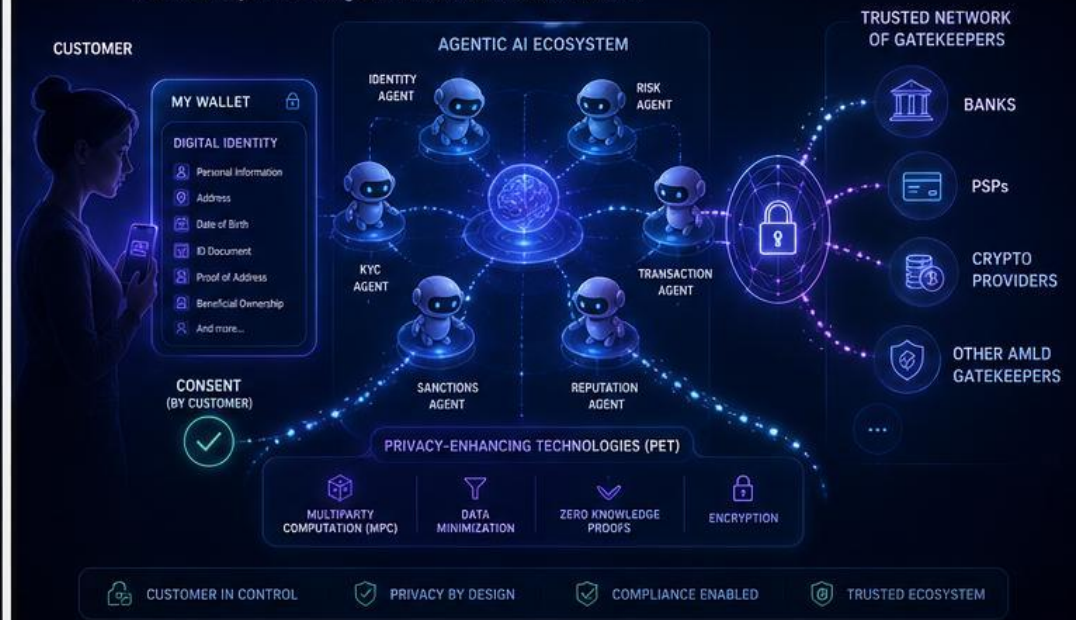 CUSTOMER
MY WALLET
DIGITAL IDENTITY
Personal Information
Address
Date of Birth
ID Document
Proof of Address
Beneficial Ownership
And more...
CONSENT
(BY CUSTOMER)
AGENTIC AI ECOSYSTEM
IDENTITY
AGENT
RISK
AGENT
KYC
AGENT
TRANSACTION
AGENT
SANCTIONS
AGENT
REPUTATION
AGENT
TRUSTED NETWORK
OF GATEKEEPERS
BANKS
PSPs
CRYPTO
PROVIDERS
OTHER AMLD
GATEKEEPERS
...
PRIVACY-ENHANCING TECHNOLOGIES (PET)
MULTIPARTY
COMPUTATION (MPC)
DATA
MINIMIZATION
ZERO KNOWLEDGE
PROOFS
ENCRYPTION
CUSTOMER IN CONTROL
PRIVACY BY DESIGN
COMPLIANCE ENABLED
TRUSTED ECOSYSTEM